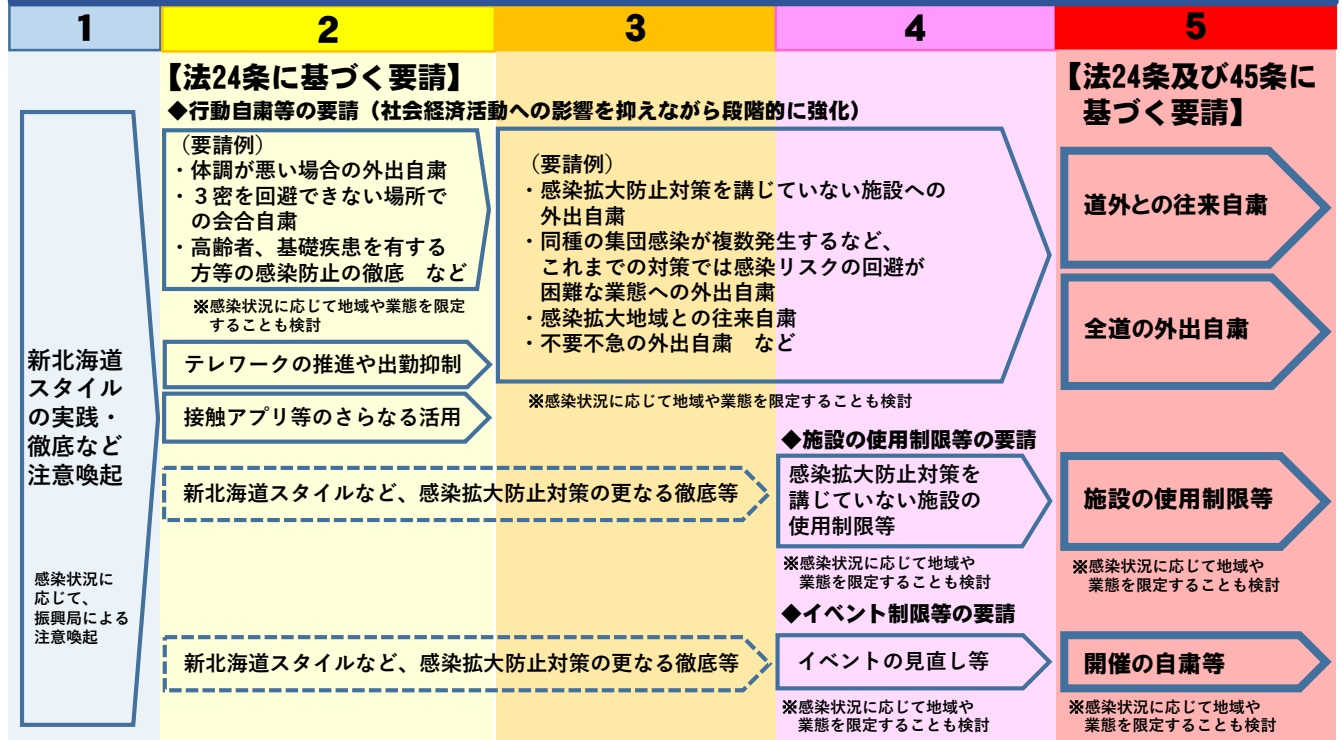 1
2
3
4
5
新北海道
スタイル
の実践・
徹底など
注意喚起
感染状況に
応じて、
振興局による
注意喚起
【法24条に基づく要請】
◆行動自粛等の要請(社会経済活動への影響を抑えながら段階的に強化)
(要請例)
・体調が悪い場合の外出自粛
・3密を回避できない場所で
の会合自粛
・高齢者、基礎疾患を有する
方等の感染防止の徹底 など
※感染状況に応じて地域や業態を限定
することも検討
テレワークの推進や出勤抑制
接触アプリ等のさらなる活用
(要請例)
・感染拡大防止対策を講じていない施設への
外出自粛
・同種の集団感染が複数発生するなど、
これまでの対策では感染リスクの回避が
困難な業態への外出自粛
・感染拡大地域との往来自粛
・不要不急の外出自粛 など
※感染状況に応じて地域や業態を限定することも検討
新北海道スタイルなど、感染拡大防止対策の更なる徹底等
◆施設の使用制限等の要請
感染拡大防止対策を
講じていない施設の
使用制限等
※感染状況に応じて地域や
業態を限定することも検討
新北海道スタイルなど、感染拡大防止対策の更なる徹底等
◆イベント制限等の要請
イベントの見直し等
※感染状況に応じて地域や
業態を限定することも検討
【法24条及び45条に
基づく要請】
道外との往来自粛
全道の外出自粛
施設の使用制限等
※感染状況に応じて地域や
業態を限定することも検討
開催の自粛等
※感染状況に応じて地域や
業態を限定することも検討